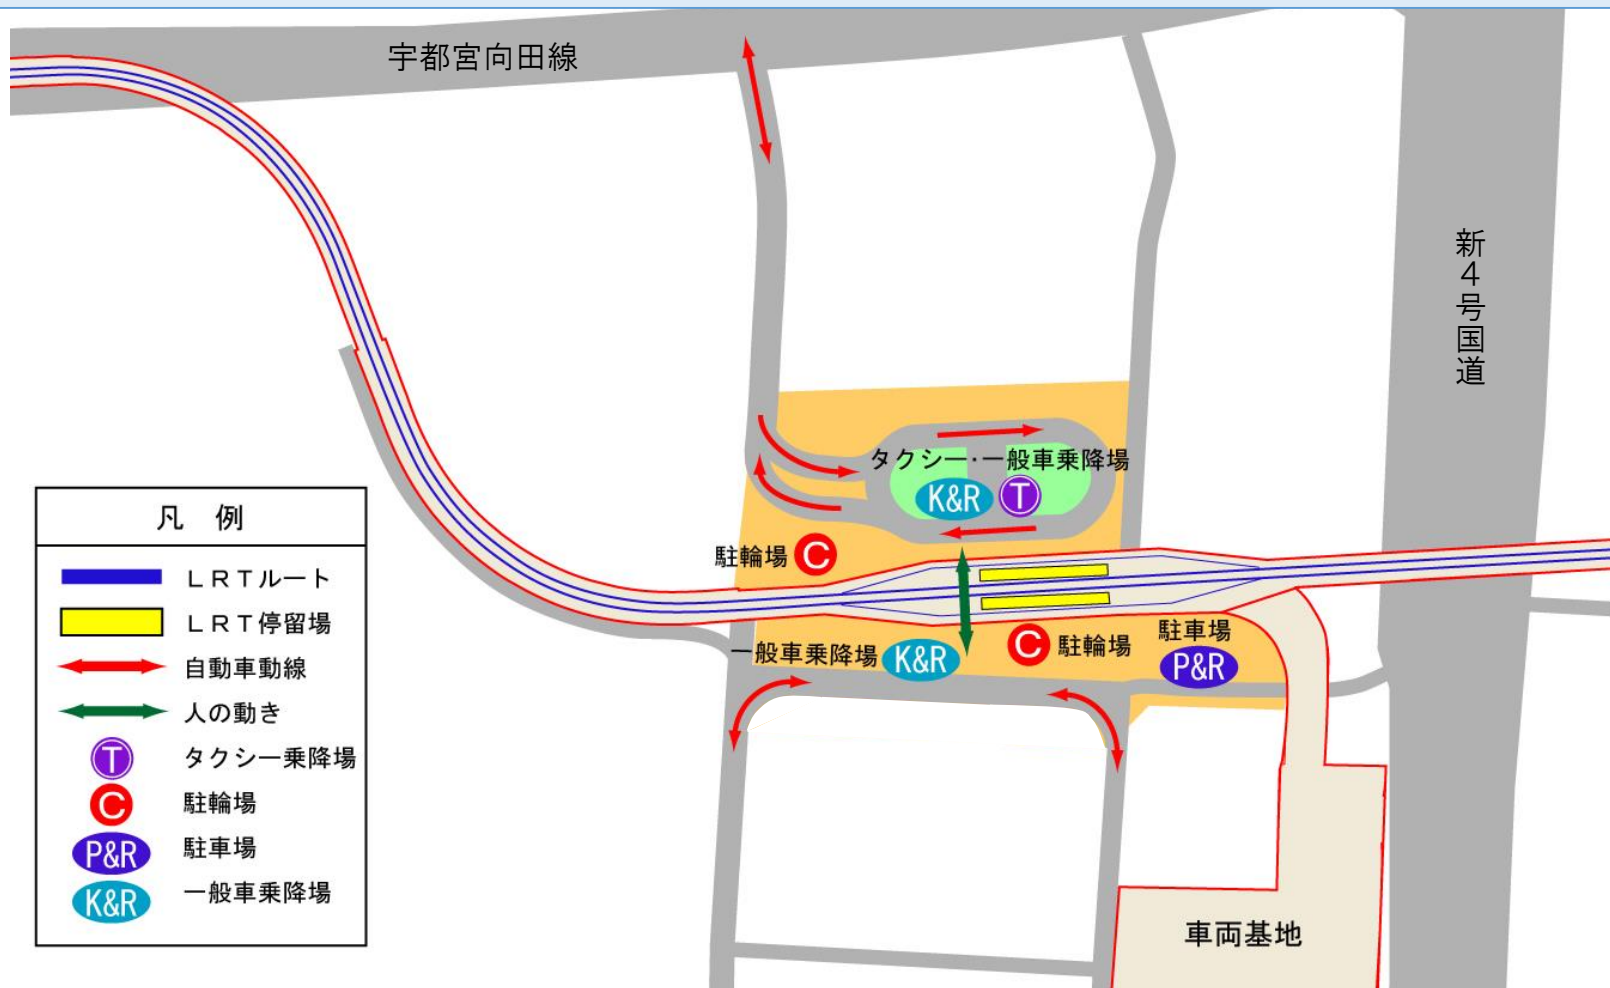 宇都宮向田線
新４号国道
タクシー・一般車乗降場
K&R
T
駐輪場
C
一般車乗降場
K&R
C
駐輪場
駐車場
P&R
車両基地
凡　例
ＬＲＴルート
ＬＲＴ停留場
自動車動線
人の動き
T
タクシー乗降場
C
駐輪場
P&R
駐車場
K&R
一般車乗降場